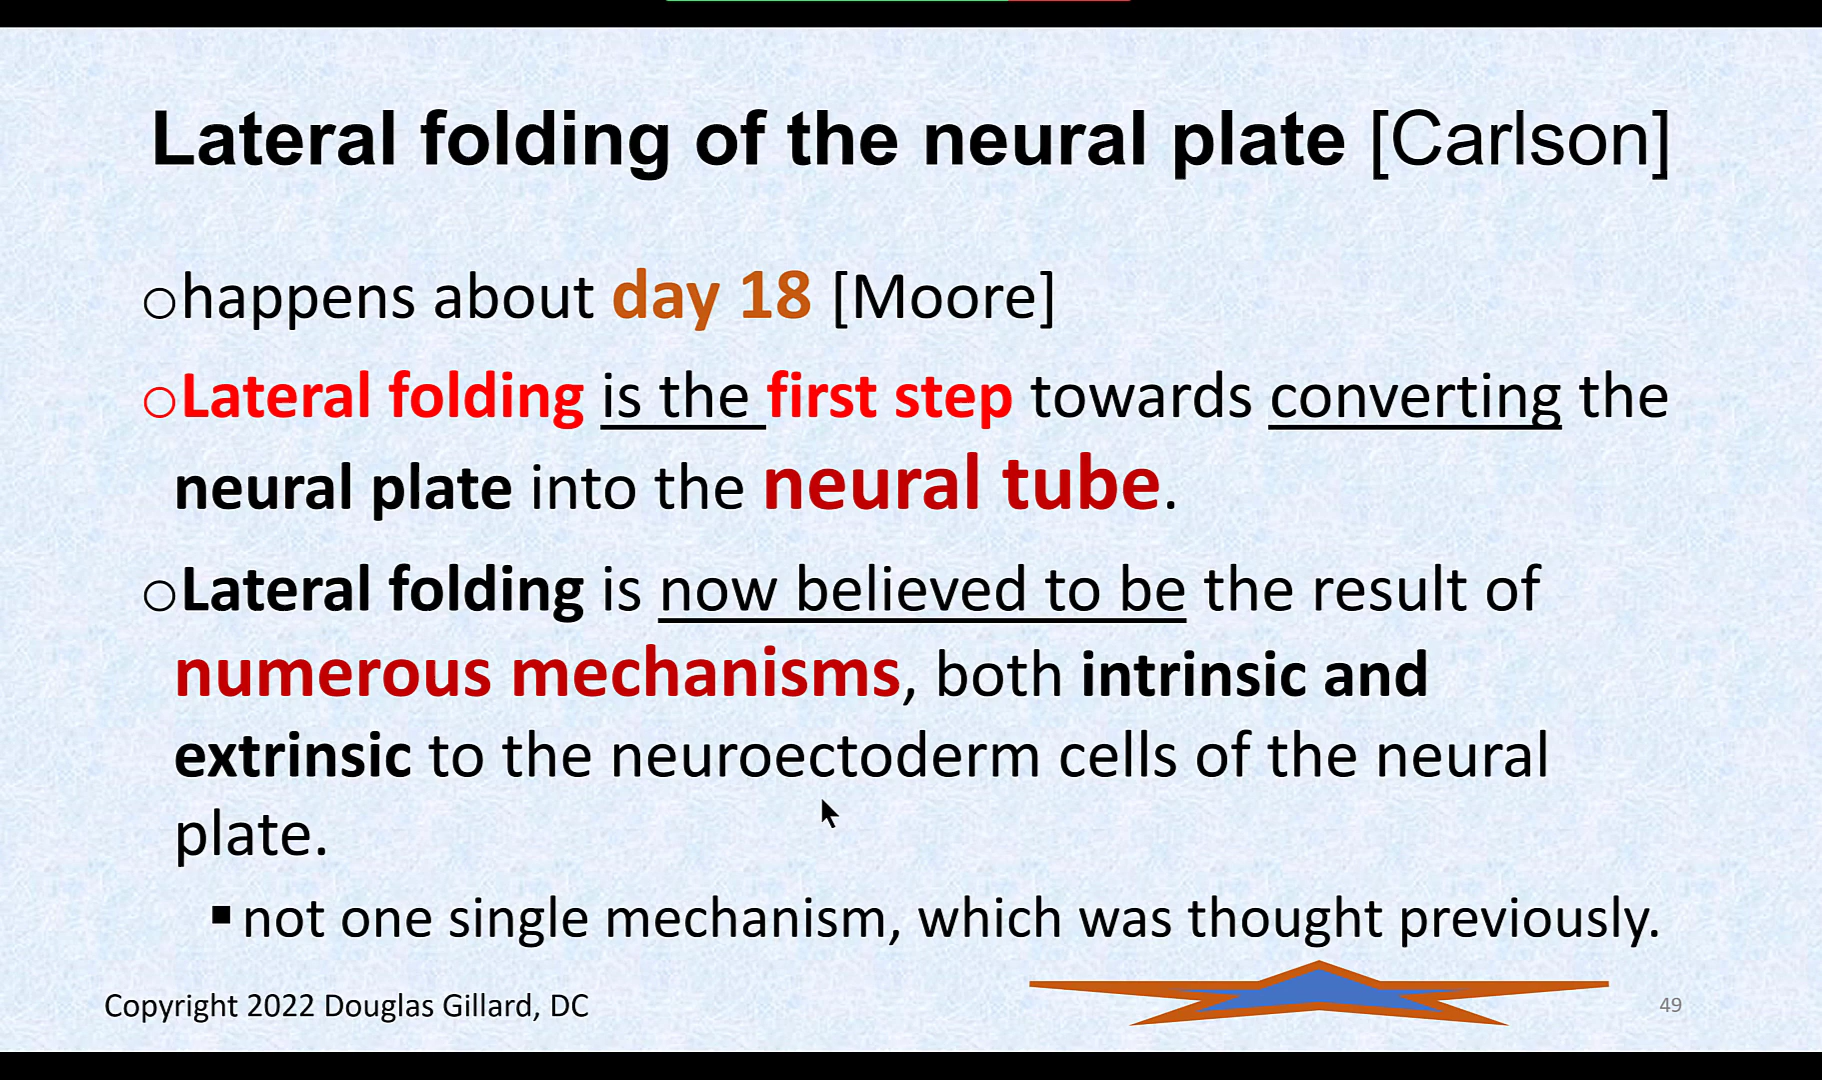 Lateral folding of the neural plate [Carlson]
happens about day 18 [Moore]
Lateral folding is the first step towards converting the
neural plate into the neural tube.
Lateral folding is now believed to be the result of
numerous mechanisms, both intrinsic and
extrinsic to the neuroectoderm cells of the neural
plate.
not one single mechanism, which was thought previously.
Copyright 2022 Douglas Gillard, DC
49